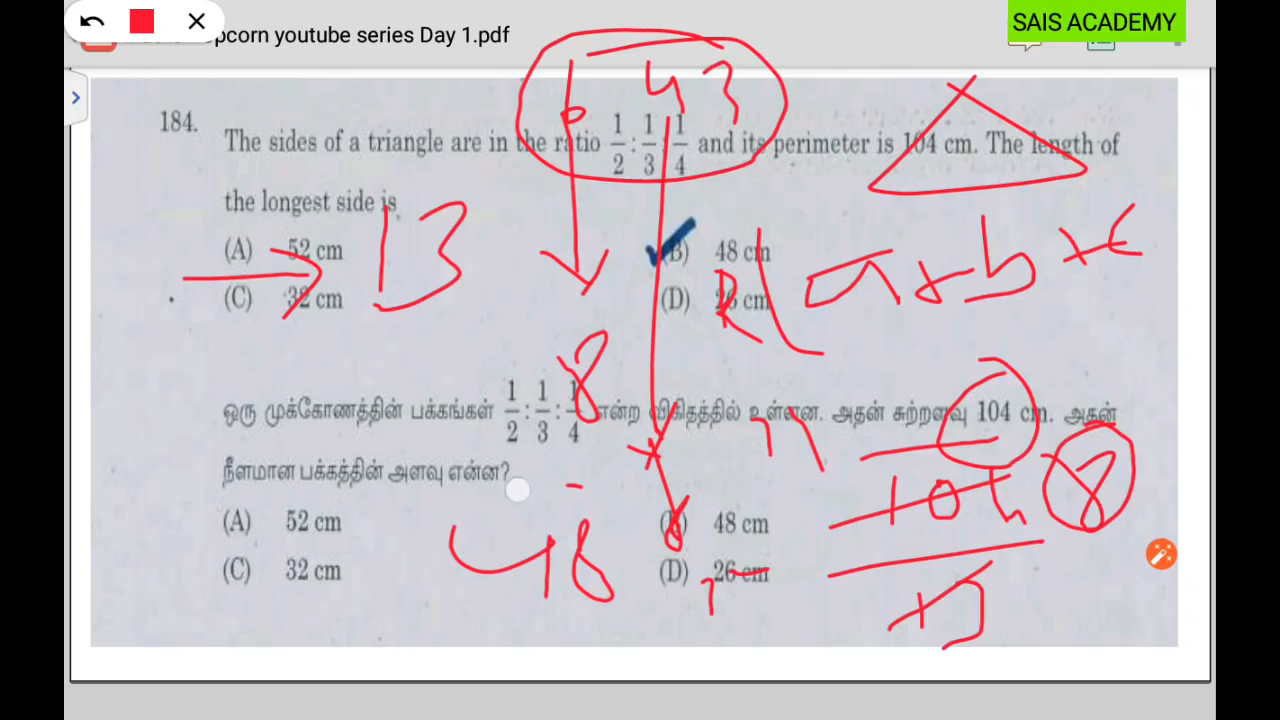 SAIS ACADEMY
pcorn youtube series Day 1.pdf
6 4 3
184. The sides of a triangle are in the ratio 1/2 : 1/3 : 1/4 and its perimeter is 104 cm. The length of
the longest side is
(A) 52 cm (B) 48 cm
(C) 32 cm (D) 26 cm
13
a+b+c
ஒரு முக்கோணத்தின் பக்கங்கள் 1/2 : 1/3 : 1/4 என்ற விகிதத்தில் உள்ளன. அதன் சுற்றளவு 104 cm. அதன்
நீளமான பக்கத்தின் அளவு என்ன?
(A) 52 cm (B) 48 cm
(C) 32 cm (D) 26 cm
×8
104
8
48
×8
13